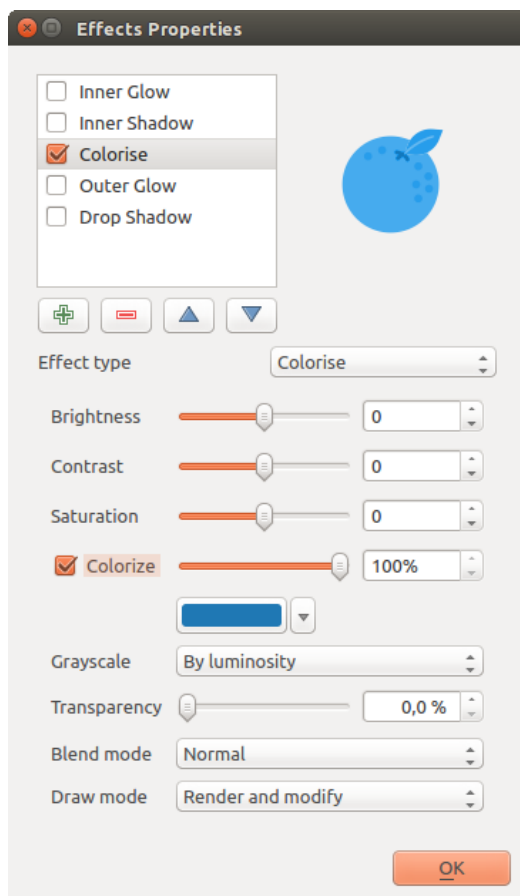 Effects Properties
Inner Glow
Inner Shadow
Colorise
Outer Glow
Drop Shadow
Effect type Colorise
Brightness 0
Contrast 0
Saturation 0
Colorize 100%
Grayscale By luminosity
Transparency 0,0 %
Blend mode Normal
Draw mode Render and modify
OK